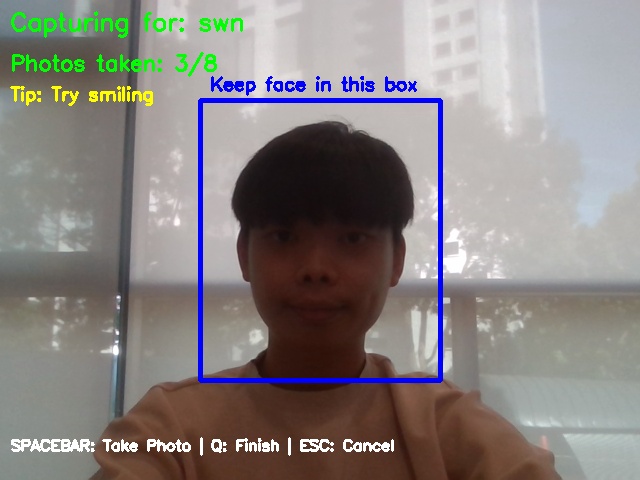 Capturing for: swn
Photos taken: 3/8
Keep face in this box
Tip: Try smiling
SPACEBAR: Take Photo | Q: Finish | ESC: Cancel